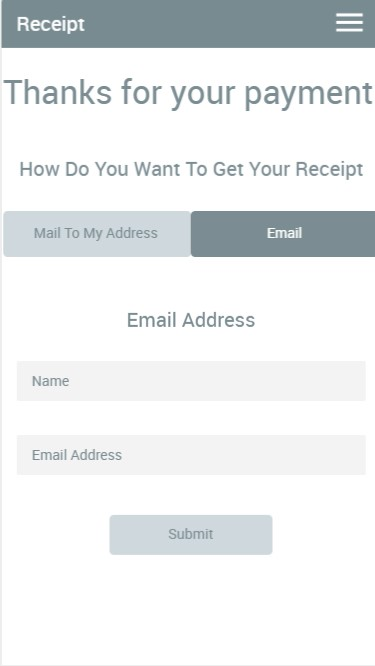 Receipt
Thanks for your payment
How Do You Want To Get Your Receipt
Mail To My Address
Email
Email Address
Name
Email Address
Submit